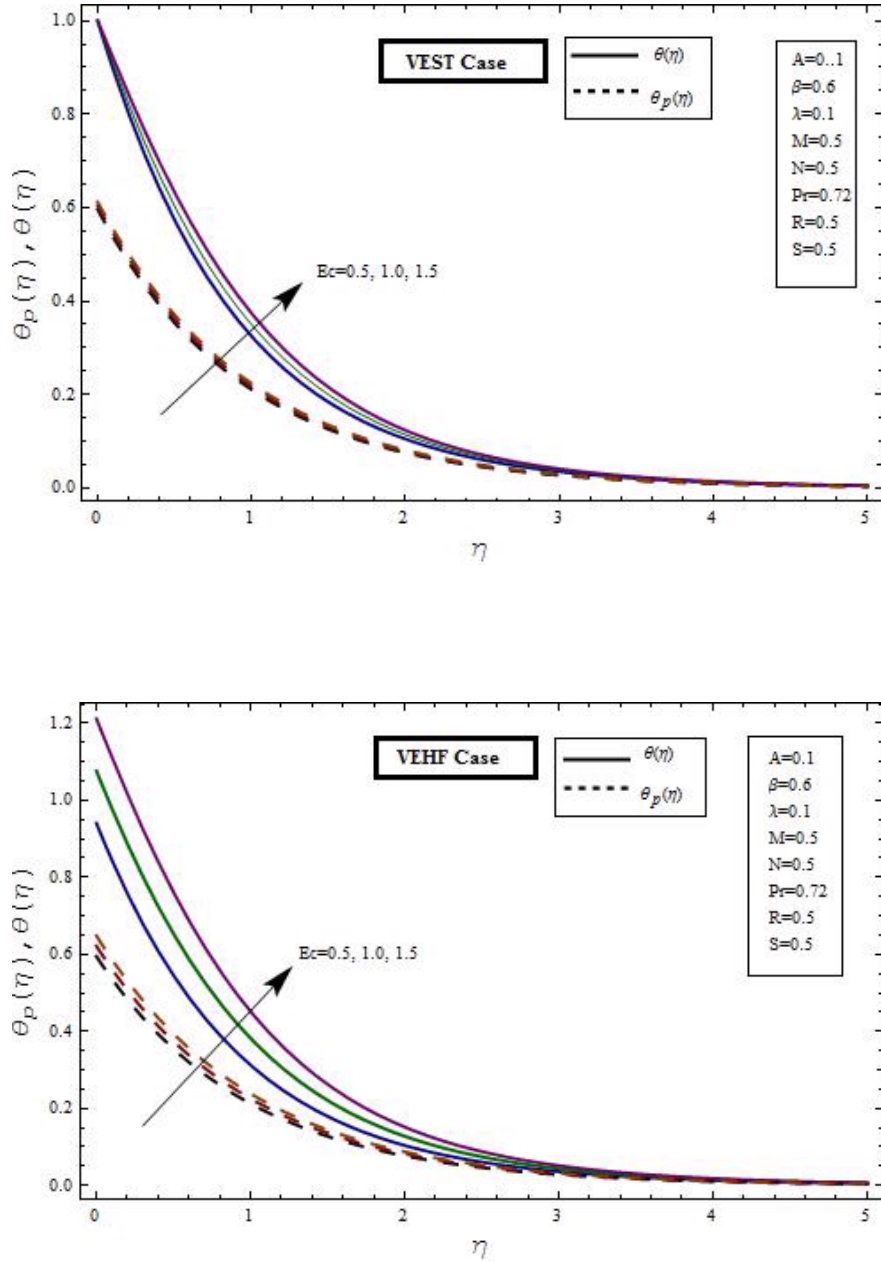 VEST Case
θ(η)
θp(η)
A=0..1
β=0.6
λ=0.1
M=0.5
N=0.5
Pr=0.72
R=0.5
S=0.5
Ec=0.5, 1.0, 1.5
θp(η), θ(η)
1.0
0.8
0.6
0.4
0.2
0.0
0 1 2 3 4 5
η
VEHF Case
θ(η)
θp(η)
A=0.1
β=0.6
λ=0.1
M=0.5
N=0.5
Pr=0.72
R=0.5
S=0.5
Ec=0.5, 1.0, 1.5
θp(η), θ(η)
1.2
1.0
0.8
0.6
0.4
0.2
0.0
0 1 2 3 4 5
η